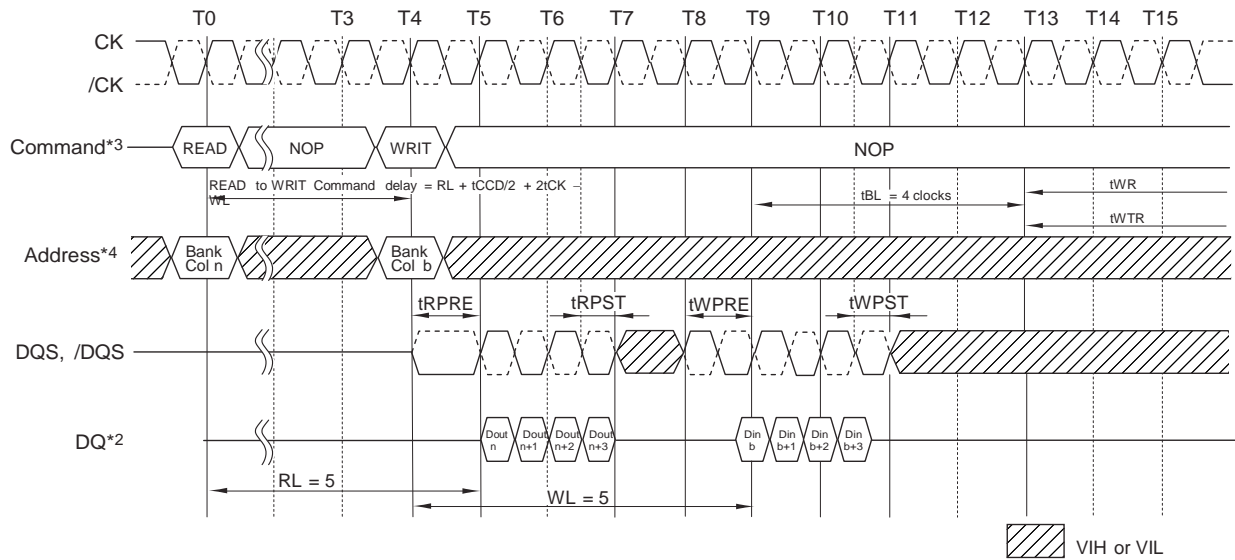 T0 T3 T4 T5 T6 T7 T8 T9 T10 T11 T12 T13 T14 T15
CK
/CK
Command*3 READ NOP WRIT NOP
READ to WRIT Command delay = RL + tCCD/2 + 2tCK –
WL
tBL = 4 clocks
tWR
tWTR
Address*4
Bank
Col n
Bank
Col b
tRPRE tRPST tWPRE tWPST
DQS, /DQS
DQ*2
Dout
n
Dout
n+1
Dout
n+2
Dout
n+3
Din
b
Din
b+1
Din
b+2
Din
b+3
RL = 5
WL = 5
VIH or VIL